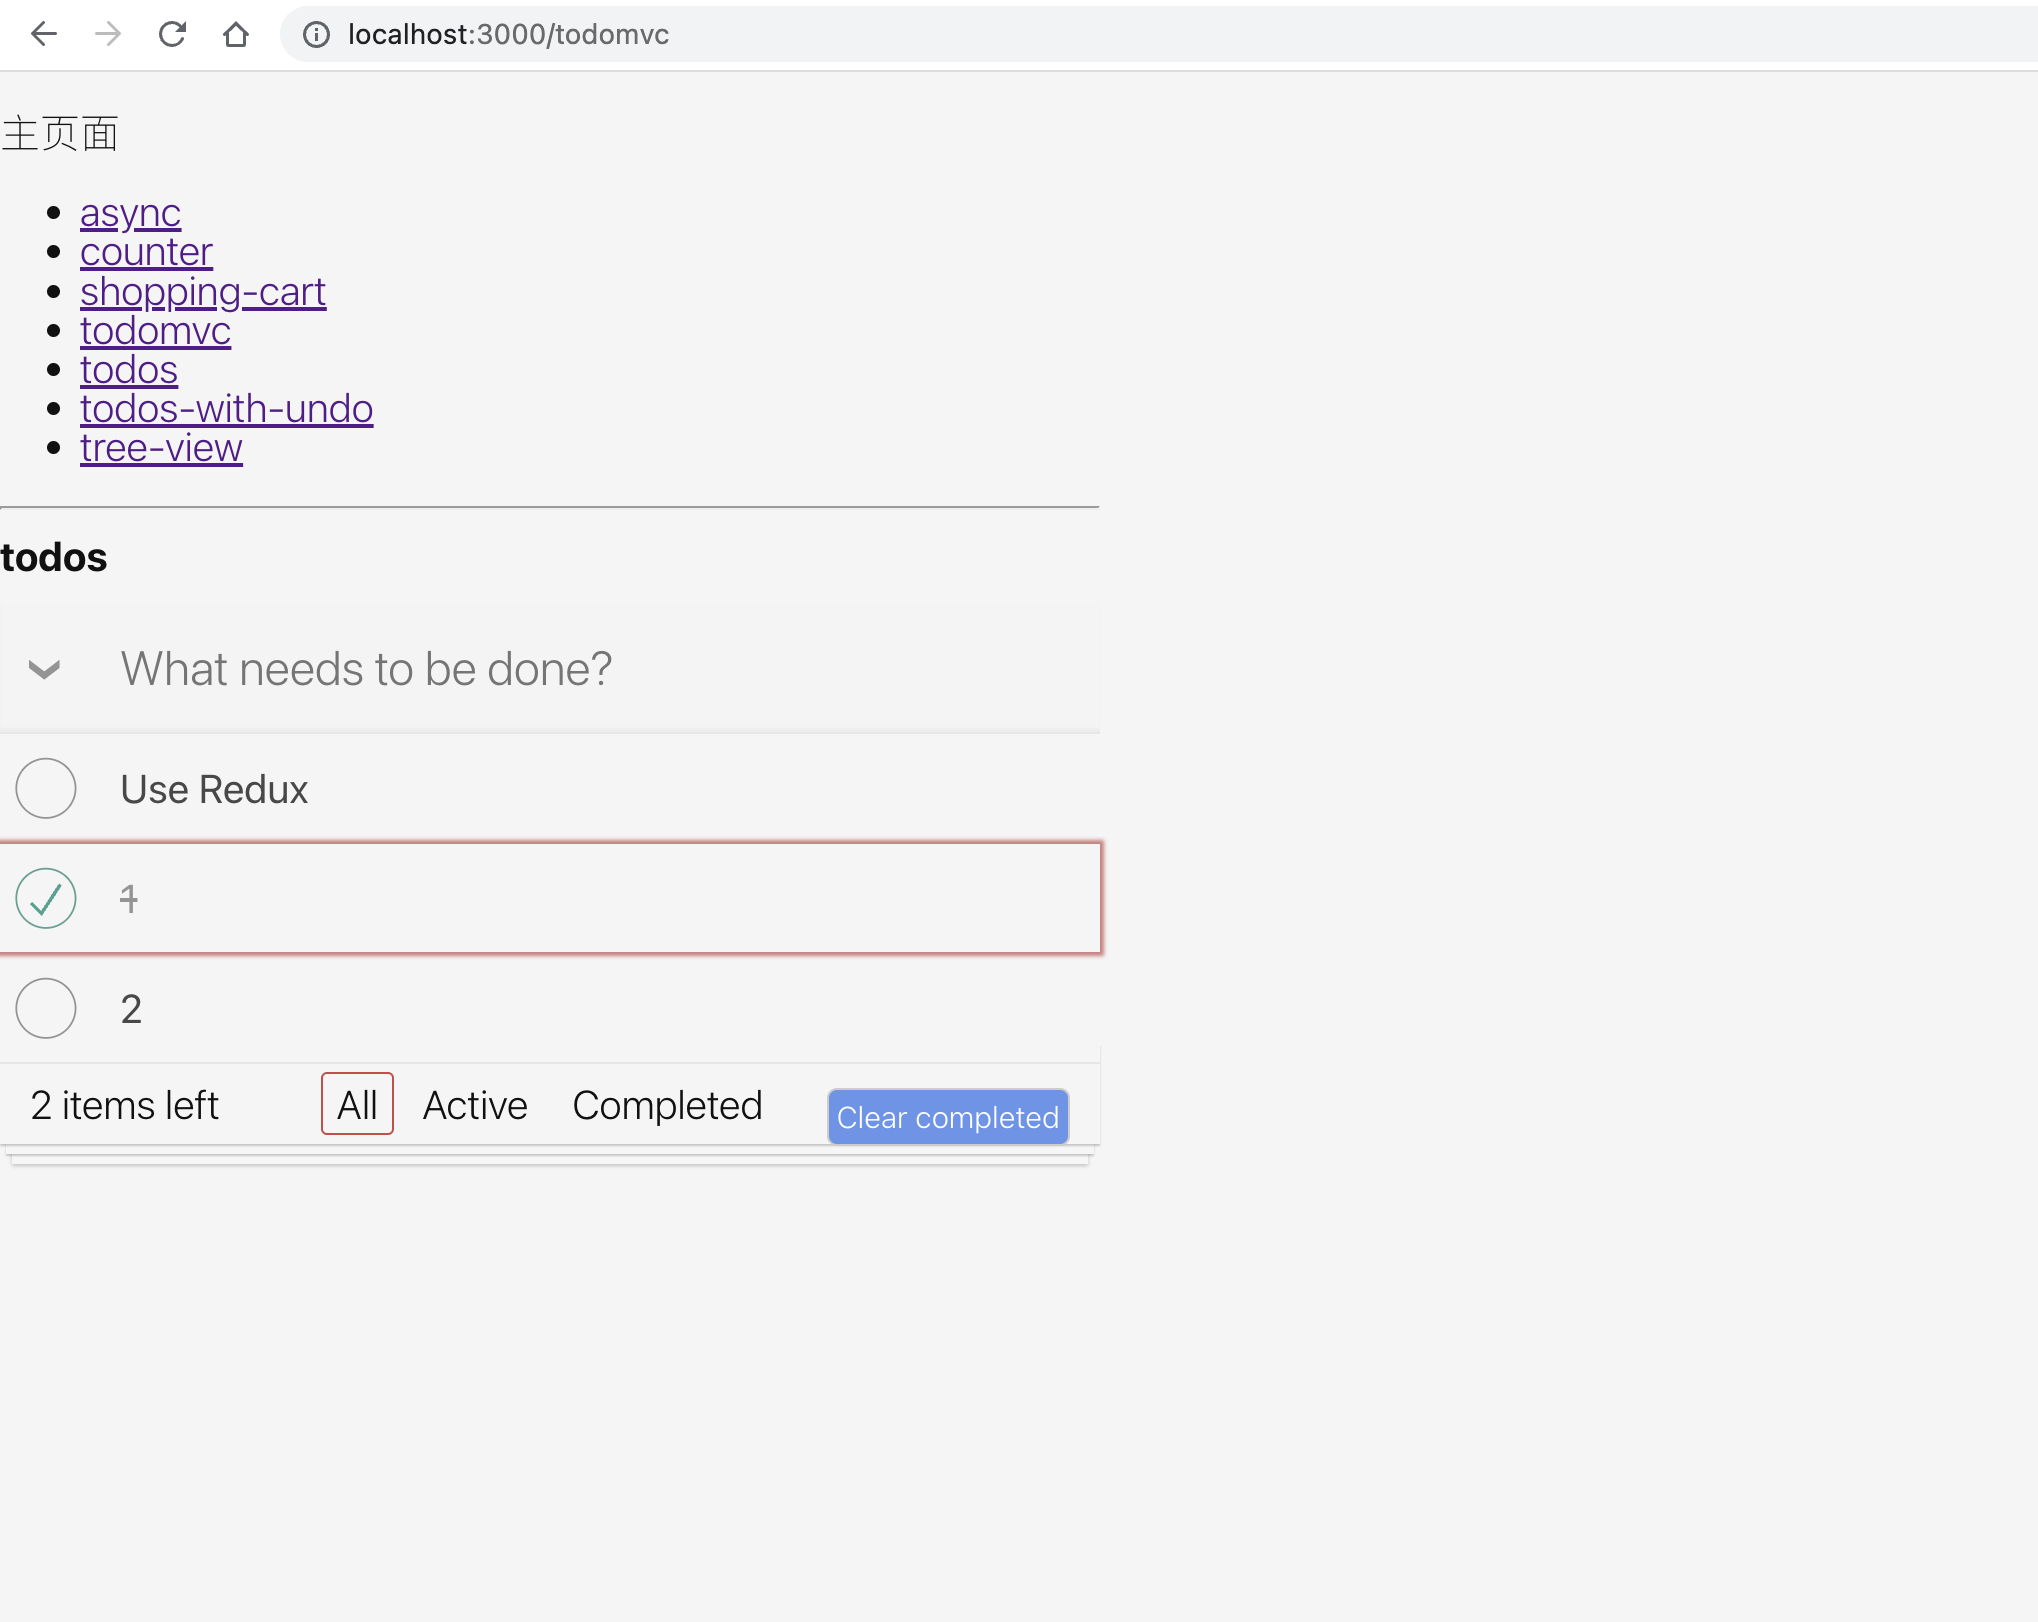 localhost:3000/todomvc
主页面
async
counter
shopping-cart
todomvc
todos
todos-with-undo
tree-view
todos
What needs to be done?
Use Redux
1
2
2 items left All Active Completed Clear completed